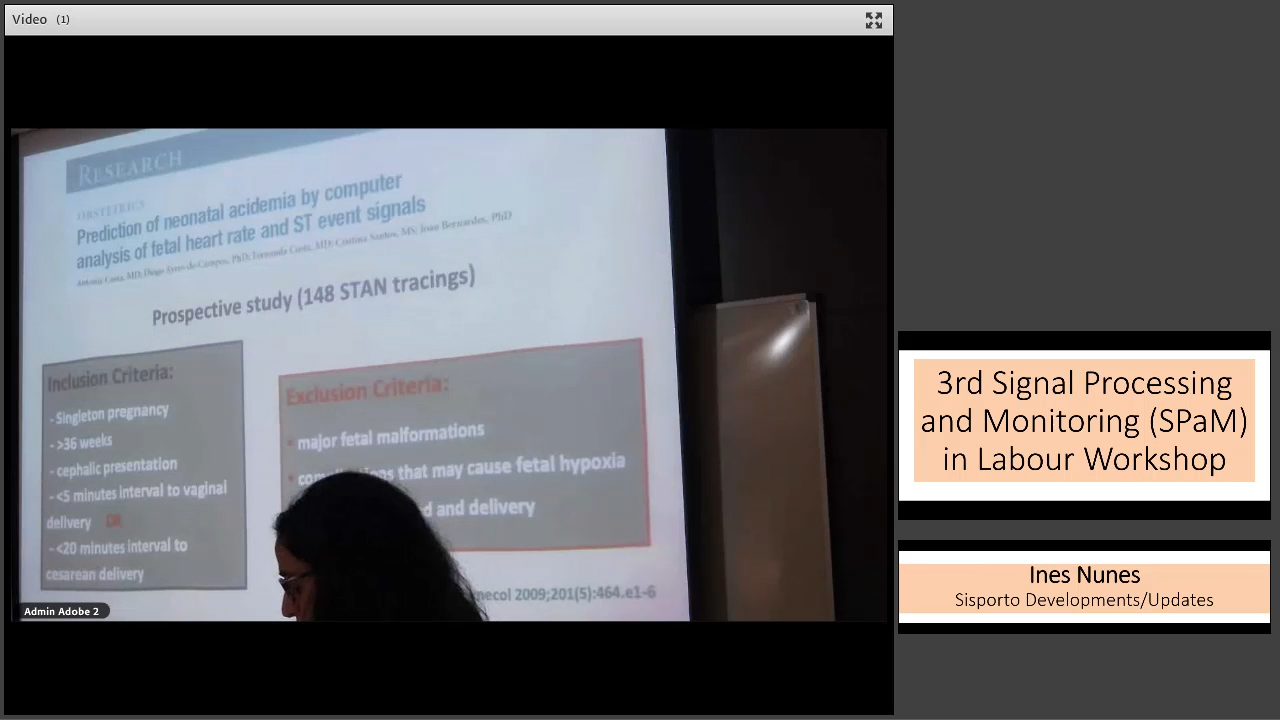 Video (1)
RESEARCH
OBSTETRICS
Prediction of neonatal acidemia by computer
analysis of fetal heart rate and ST event signals
Antonia Costa, MD; Diogo Ayres-de-Campos, PhD; Fernanda Costa, MD; Cristina Santos, MS; Joao Bernardes, PhD
Prospective study (148 STAN tracings)
Inclusion Criteria:
- Singleton pregnancy
- >36 weeks
- cephalic presentation
- <5 minutes interval to vaginal
delivery OR
- <20 minutes interval to
cesarean delivery
Exclusion Criteria:
major fetal malformations
that may cause fetal hypoxia
and delivery
necol 2009;201(5):464.e1-6
Admin Adobe 2
3rd Signal Processing
and Monitoring (SPaM)
in Labour Workshop
Ines Nunes
Sisporto Developments/Updates